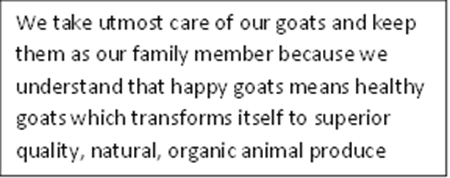 We take utmost care of our goats and keep
them as our family member because we
understand that happy goats means healthy
goats which transforms itself to superior
quality, natural, organic animal produce